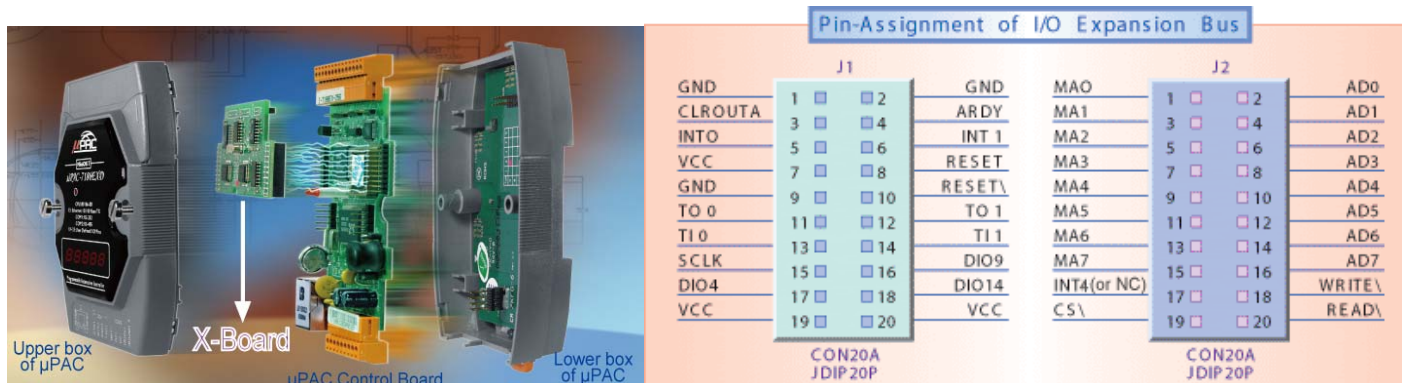 µPAC
µPAC-7186EXD
X-Board
Upper box
of µPAC
µPAC Control Board
Lower box
of µPAC
Pin-Assignment of I/O Expansion Bus
J1
GND 1 2 GND
CLROUTA 3 4 ARDY
INTO 5 6 INT 1
VCC 7 8 RESET
GND 9 10 RESET\
TO 0 11 12 TO 1
TI 0 13 14 TI 1
SCLK 15 16 DIO9
DIO4 17 18 DIO14
VCC 19 20 VCC
CON20A
JDIP20P
J2
MAO 1 2 AD0
MA1 3 4 AD1
MA2 5 6 AD2
MA3 7 8 AD3
MA4 9 10 AD4
MA5 11 12 AD5
MA6 13 14 AD6
MA7 15 16 AD7
INT4(or NC) 17 18 WRITE\
CS\ 19 20 READ\
CON20A
JDIP20P